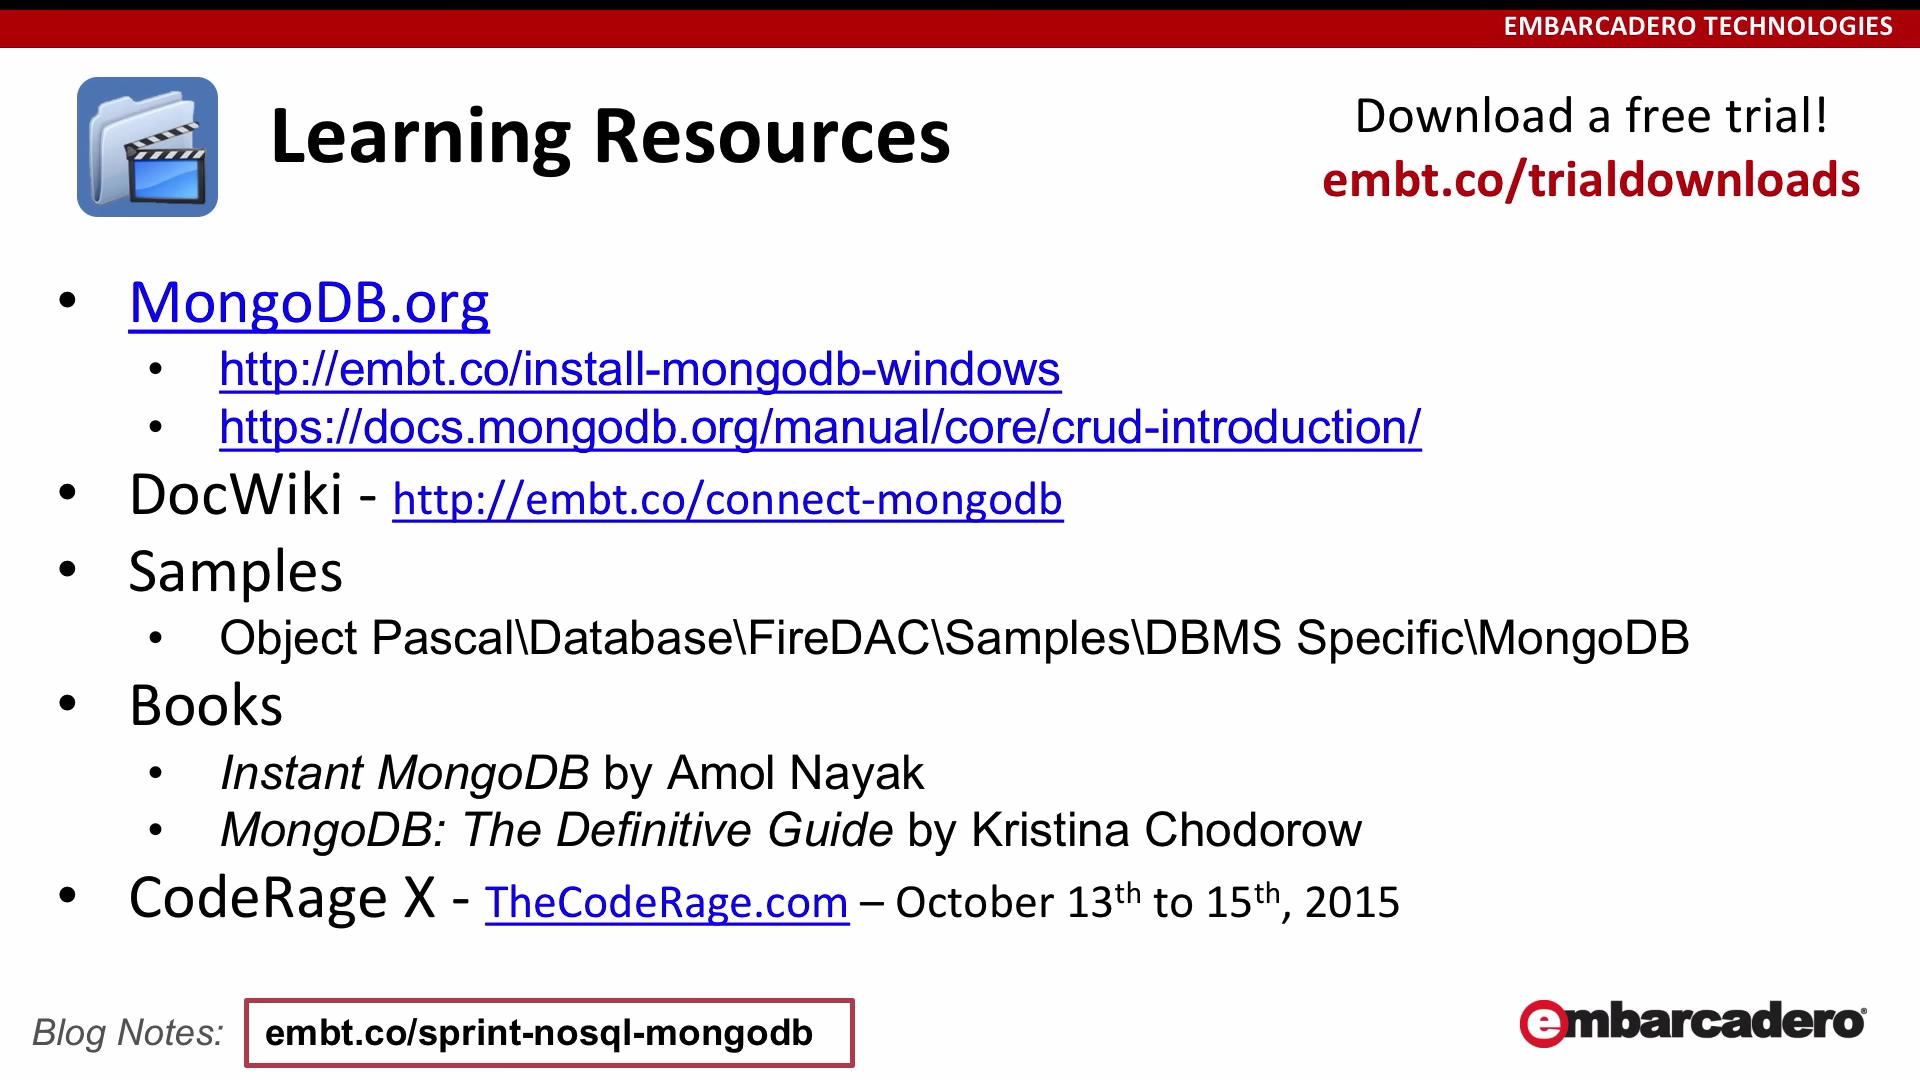 EMBARCADERO TECHNOLOGIES
Learning Resources
Download a free trial!
embt.co/trialdownloads
• MongoDB.org
• http://embt.co/install-mongodb-windows
• https://docs.mongodb.org/manual/core/crud-introduction/
• DocWiki - http://embt.co/connect-mongodb
• Samples
• Object Pascal\Database\FireDAC\Samples\DBMS Specific\MongoDB
• Books
• Instant MongoDB by Amol Nayak
• MongoDB: The Definitive Guide by Kristina Chodorow
• CodeRage X - TheCodeRage.com – October 13th to 15th, 2015
Blog Notes: embt.co/sprint-nosql-mongodb
embarcadero®